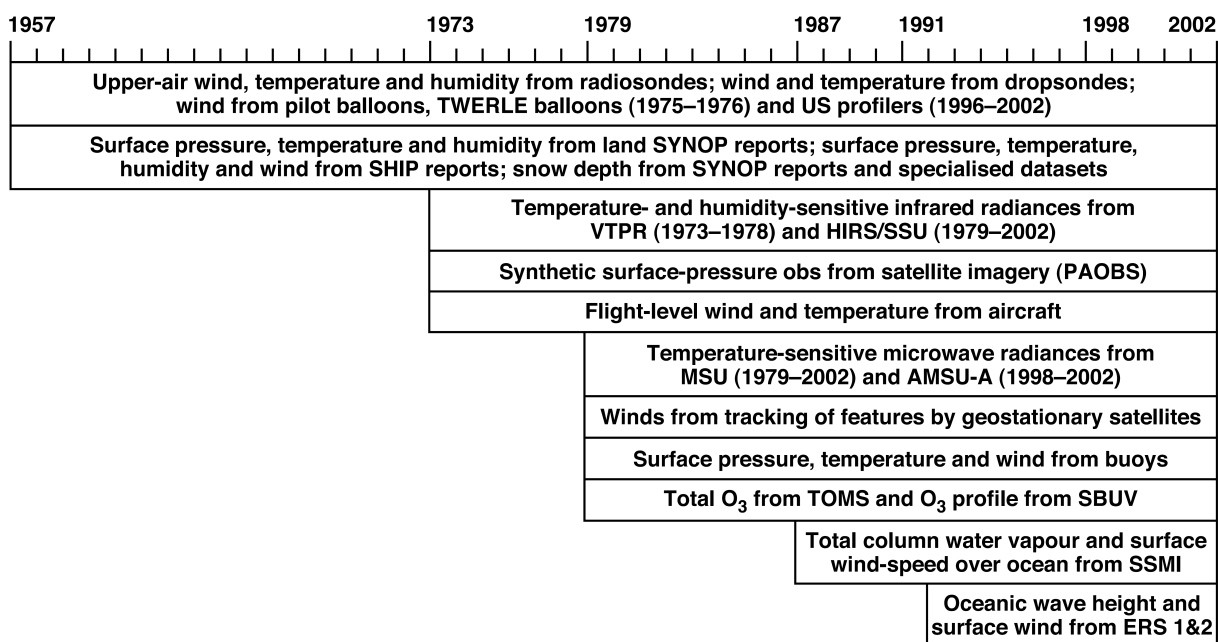 1957 1973 1979 1987 1991 1998 2002
Upper-air wind, temperature and humidity from radiosondes; wind and temperature from dropsondes;
wind from pilot balloons, TWERLE balloons (1975–1976) and US profilers (1996–2002)
Surface pressure, temperature and humidity from land SYNOP reports; surface pressure, temperature,
humidity and wind from SHIP reports; snow depth from SYNOP reports and specialised datasets
Temperature- and humidity-sensitive infrared radiances from
VTPR (1973–1978) and HIRS/SSU (1979–2002)
Synthetic surface-pressure obs from satellite imagery (PAOBS)
Flight-level wind and temperature from aircraft
Temperature-sensitive microwave radiances from
MSU (1979–2002) and AMSU-A (1998–2002)
Winds from tracking of features by geostationary satellites
Surface pressure, temperature and wind from buoys
Total O₃ from TOMS and O₃ profile from SBUV
Total column water vapour and surface
wind-speed over ocean from SSMI
Oceanic wave height and
surface wind from ERS 1&2